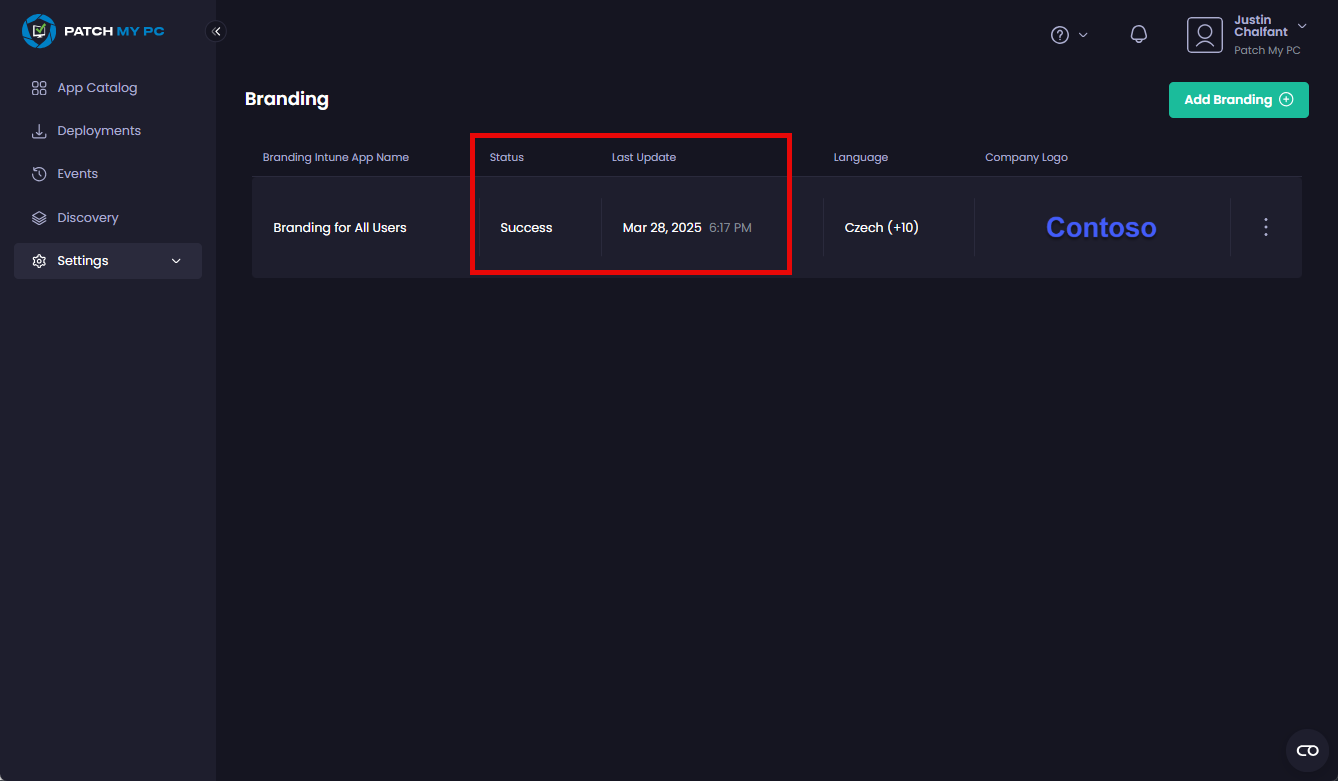 PATCH MY PC
App Catalog
Deployments
Events
Discovery
Settings
Justin
Chalfant
Patch My PC
Branding
Add Branding
Branding Intune App Name Status Last Update Language Company Logo
Branding for All Users Success Mar 28, 2025 6:17 PM Czech (+10) Contoso